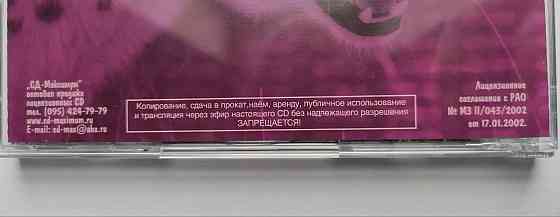 „СД-Максимум"
оптовая продажа
лицензионных CD
тел. (095) 424-79-79
www.cd-maximum.ru
E-mail: cd-max@aha.ru
Копирование, сдача в прокат,наём, аренду, публичное использование
и трансляция через эфир настоящего CD без надлежащего разрешения
ЗАПРЕЩАЕТСЯ!
Лицензионное
соглашение с РАО
№ МЗ II/043/2002
от 17.01.2002.